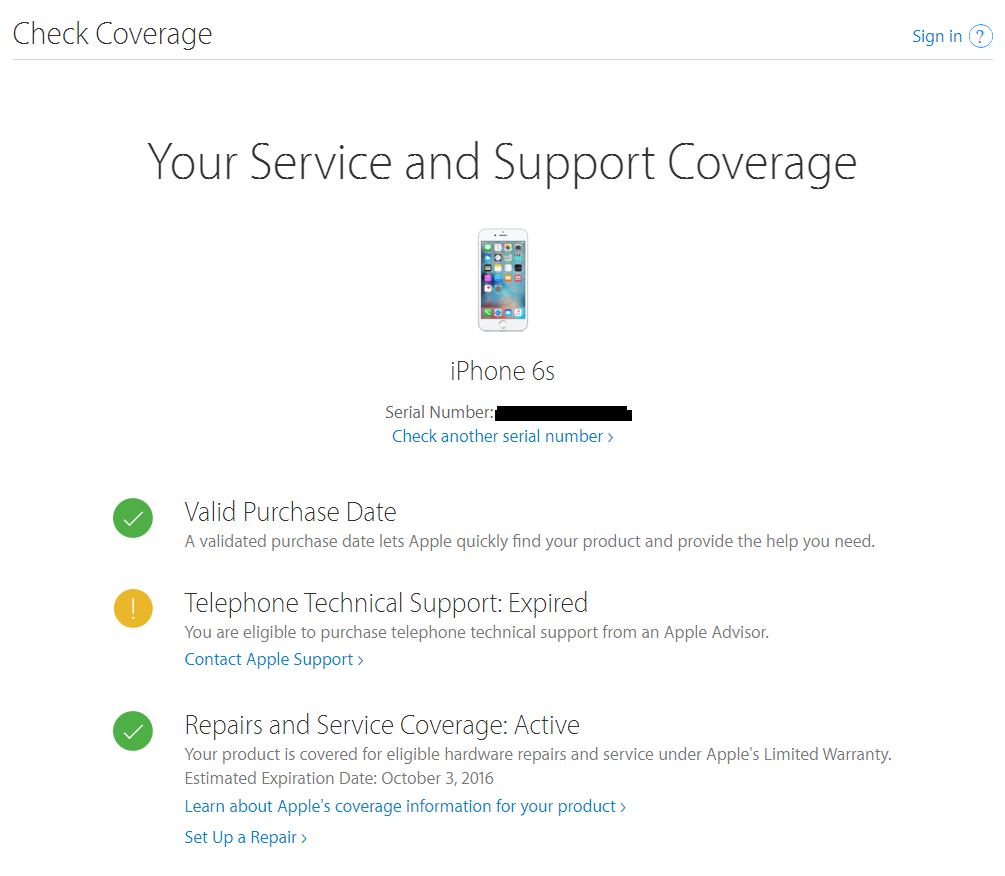 Check Coverage
Sign in ?
Your Service and Support Coverage
iPhone 6s
Serial Number:
Check another serial number ›
Valid Purchase Date
A validated purchase date lets Apple quickly find your product and provide the help you need.
Telephone Technical Support: Expired
You are eligible to purchase telephone technical support from an Apple Advisor.
Contact Apple Support ›
Repairs and Service Coverage: Active
Your product is covered for eligible hardware repairs and service under Apple's Limited Warranty.
Estimated Expiration Date: October 3, 2016
Learn about Apple's coverage information for your product ›
Set Up a Repair ›